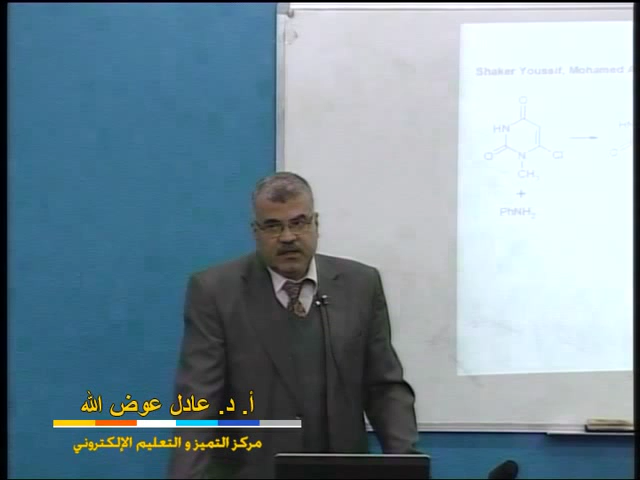 Shaker Youssif, Mohamed A
O
HN
O
N
Cl
CH
+
PhNH2
أ. د. عادل عوض الله
مركز التميز و التعليم الإلكتروني